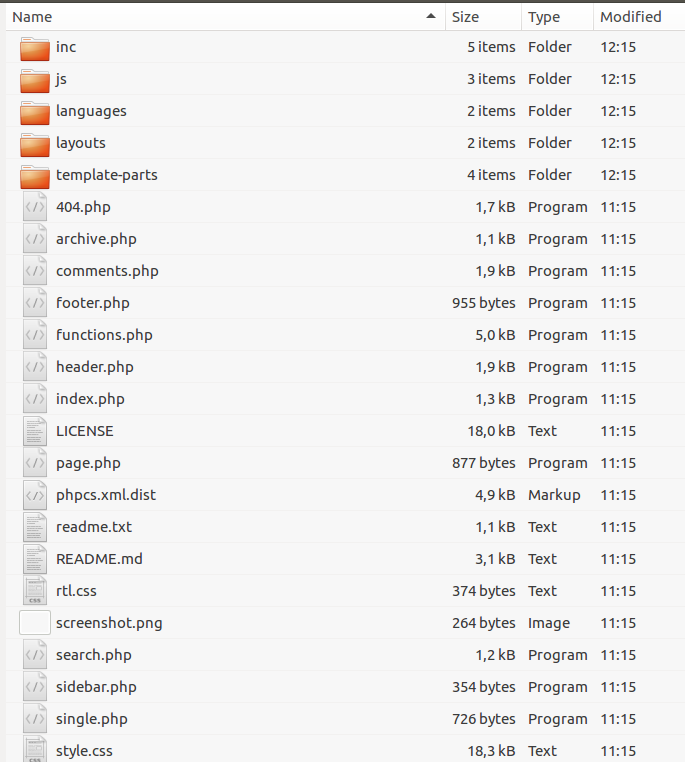 Name Size Type Modified
inc 5 items Folder 12:15
js 3 items Folder 12:15
languages 2 items Folder 12:15
layouts 2 items Folder 12:15
template-parts 4 items Folder 12:15
404.php 1,7 kB Program 11:15
archive.php 1,1 kB Program 11:15
comments.php 1,9 kB Program 11:15
footer.php 955 bytes Program 11:15
functions.php 5,0 kB Program 11:15
header.php 1,9 kB Program 11:15
index.php 1,3 kB Program 11:15
LICENSE 18,0 kB Text 11:15
page.php 877 bytes Program 11:15
phpcs.xml.dist 4,9 kB Markup 11:15
readme.txt 1,1 kB Text 11:15
README.md 3,1 kB Text 11:15
rtl.css 374 bytes Text 11:15
screenshot.png 264 bytes Image 11:15
search.php 1,2 kB Program 11:15
sidebar.php 354 bytes Program 11:15
single.php 726 bytes Program 11:15
style.css 18,3 kB Text 11:15